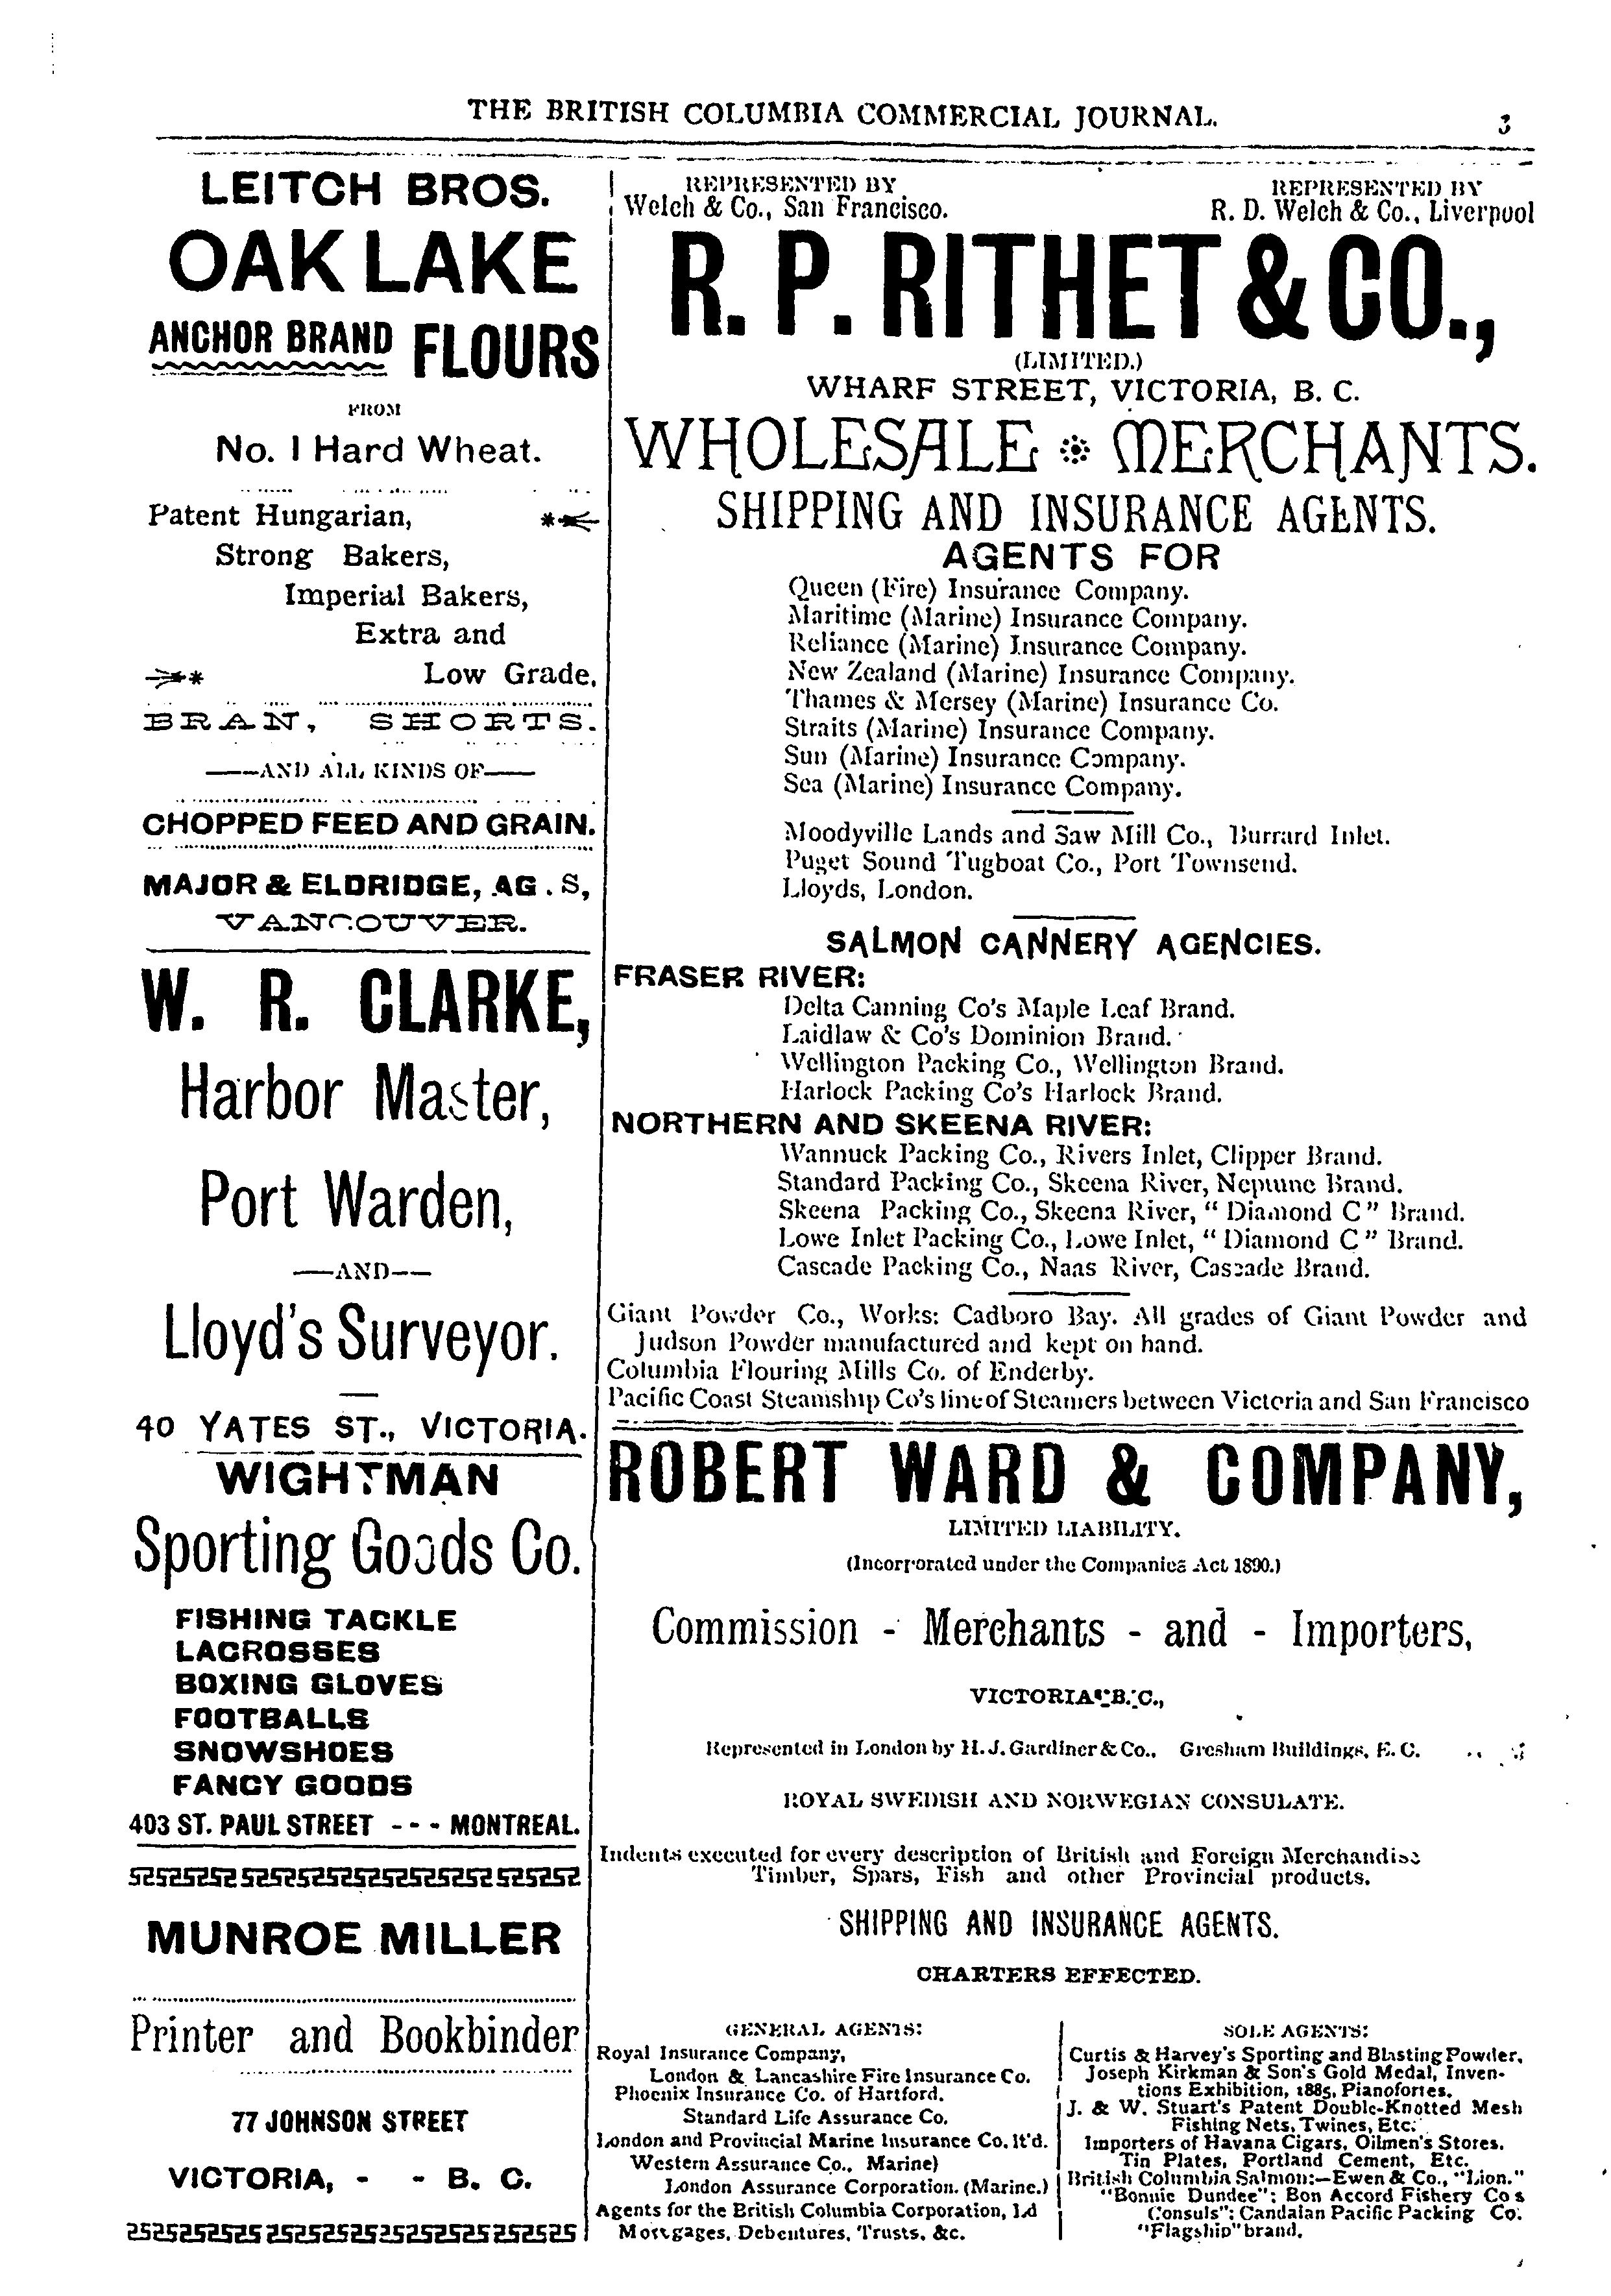 THE BRITISH COLUMBIA COMMERCIAL JOURNAL.
3
LEITCH BROS.
OAK LAKE
ANCHOR BRAND FLOURS
FROM
No. 1 Hard Wheat.
Patent Hungarian,
Strong Bakers,
Imperial Bakers,
Extra and
Low Grade.
BRAN, SHORTS.
—AND ALL KINDS OF—
CHOPPED FEED AND GRAIN.
MAJOR & ELDRIDGE, AG . S,
VANCOUVER.
W. R. CLARKE,
Harbor Master,
Port Warden,
—AND—
Lloyd's Surveyor.
40 YATES ST., VICTORIA.
WIGHTMAN
Sporting Goods Co.
FISHING TACKLE
LACROSSES
BOXING GLOVES
FOOTBALLS
SNOWSHOES
FANCY GOODS
403 ST. PAUL STREET - - - MONTREAL.
MUNROE MILLER
Printer and Bookbinder
77 JOHNSON STREET
VICTORIA, - - B. C.
REPRESENTED BY
Welch & Co., San Francisco.
REPRESENTED BY
R. D. Welch & Co., Liverpool
R. P. RITHET & CO.,
(LIMITED.)
WHARF STREET, VICTORIA, B. C.
WHOLESALE MERCHANTS.
SHIPPING AND INSURANCE AGENTS.
AGENTS FOR
Queen (Fire) Insurance Company.
Maritime (Marine) Insurance Company.
Reliance (Marine) Insurance Company.
New Zealand (Marine) Insurance Company.
Thames & Mersey (Marine) Insurance Co.
Straits (Marine) Insurance Company.
Sun (Marine) Insurance Company.
Sea (Marine) Insurance Company.
Moodyville Lands and Saw Mill Co., Burrard Inlet.
Puget Sound Tugboat Co., Port Townsend.
Lloyds, London.
SALMON CANNERY AGENCIES.
FRASER RIVER:
Delta Canning Co's Maple Leaf Brand.
Laidlaw & Co's Dominion Brand.
Wellington Packing Co., Wellington Brand.
Harlock Packing Co's Harlock Brand.
NORTHERN AND SKEENA RIVER:
Wannuck Packing Co., Rivers Inlet, Clipper Brand.
Standard Packing Co., Skeena River, Neptune Brand.
Skeena Packing Co., Skeena River, "Diamond C" Brand.
Lowe Inlet Packing Co., Lowe Inlet, "Diamond C" Brand.
Cascade Packing Co., Naas River, Cascade Brand.
Giant Powder Co., Works: Cadboro Bay. All grades of Giant Powder and
Judson Powder manufactured and kept on hand.
Columbia Flouring Mills Co. of Enderby.
Pacific Coast Steamship Co's line of Steamers between Victoria and San Francisco
ROBERT WARD & COMPANY,
LIMITED LIABILITY.
(Incorporated under the Companies Act 1890.)
Commission - Merchants - and - Importers,
VICTORIA, B. C.,
Represented in London by H. J. Gardiner & Co., Gresham Buildings, E. C.
ROYAL SWEDISH AND NORWEGIAN CONSULATE.
Indents executed for every description of British and Foreign Merchandise
Timber, Spars, Fish and other Provincial products.
SHIPPING AND INSURANCE AGENTS.
CHARTERS EFFECTED.
GENERAL AGENTS:
Royal Insurance Company,
London & Lancashire Fire Insurance Co.
Phoenix Insurance Co. of Hartford.
Standard Life Assurance Co.
London and Provincial Marine Insurance Co. lt'd.
Western Assurance Co., Marine)
London Assurance Corporation. (Marine.)
Agents for the British Columbia Corporation, Ld
Mortgages, Debentures, Trusts, &c.
SOLE AGENTS:
Curtis & Harvey's Sporting and Blasting Powder,
Joseph Kirkman & Son's Gold Medal, Inven-
tions Exhibition, 1885, Pianofortes.
J. & W. Stuart's Patent Double-Knotted Mesh
Fishing Nets, Twines, Etc.
Importers of Havana Cigars, Oilmen's Stores.
Tin Plates, Portland Cement, Etc.
British Columbia Salmon:—Ewen & Co., "Lion."
"Bonnie Dundee"; Bon Accord Fishery Co s
Consuls"; Candaian Pacific Packing Co.
"Flagship" brand.